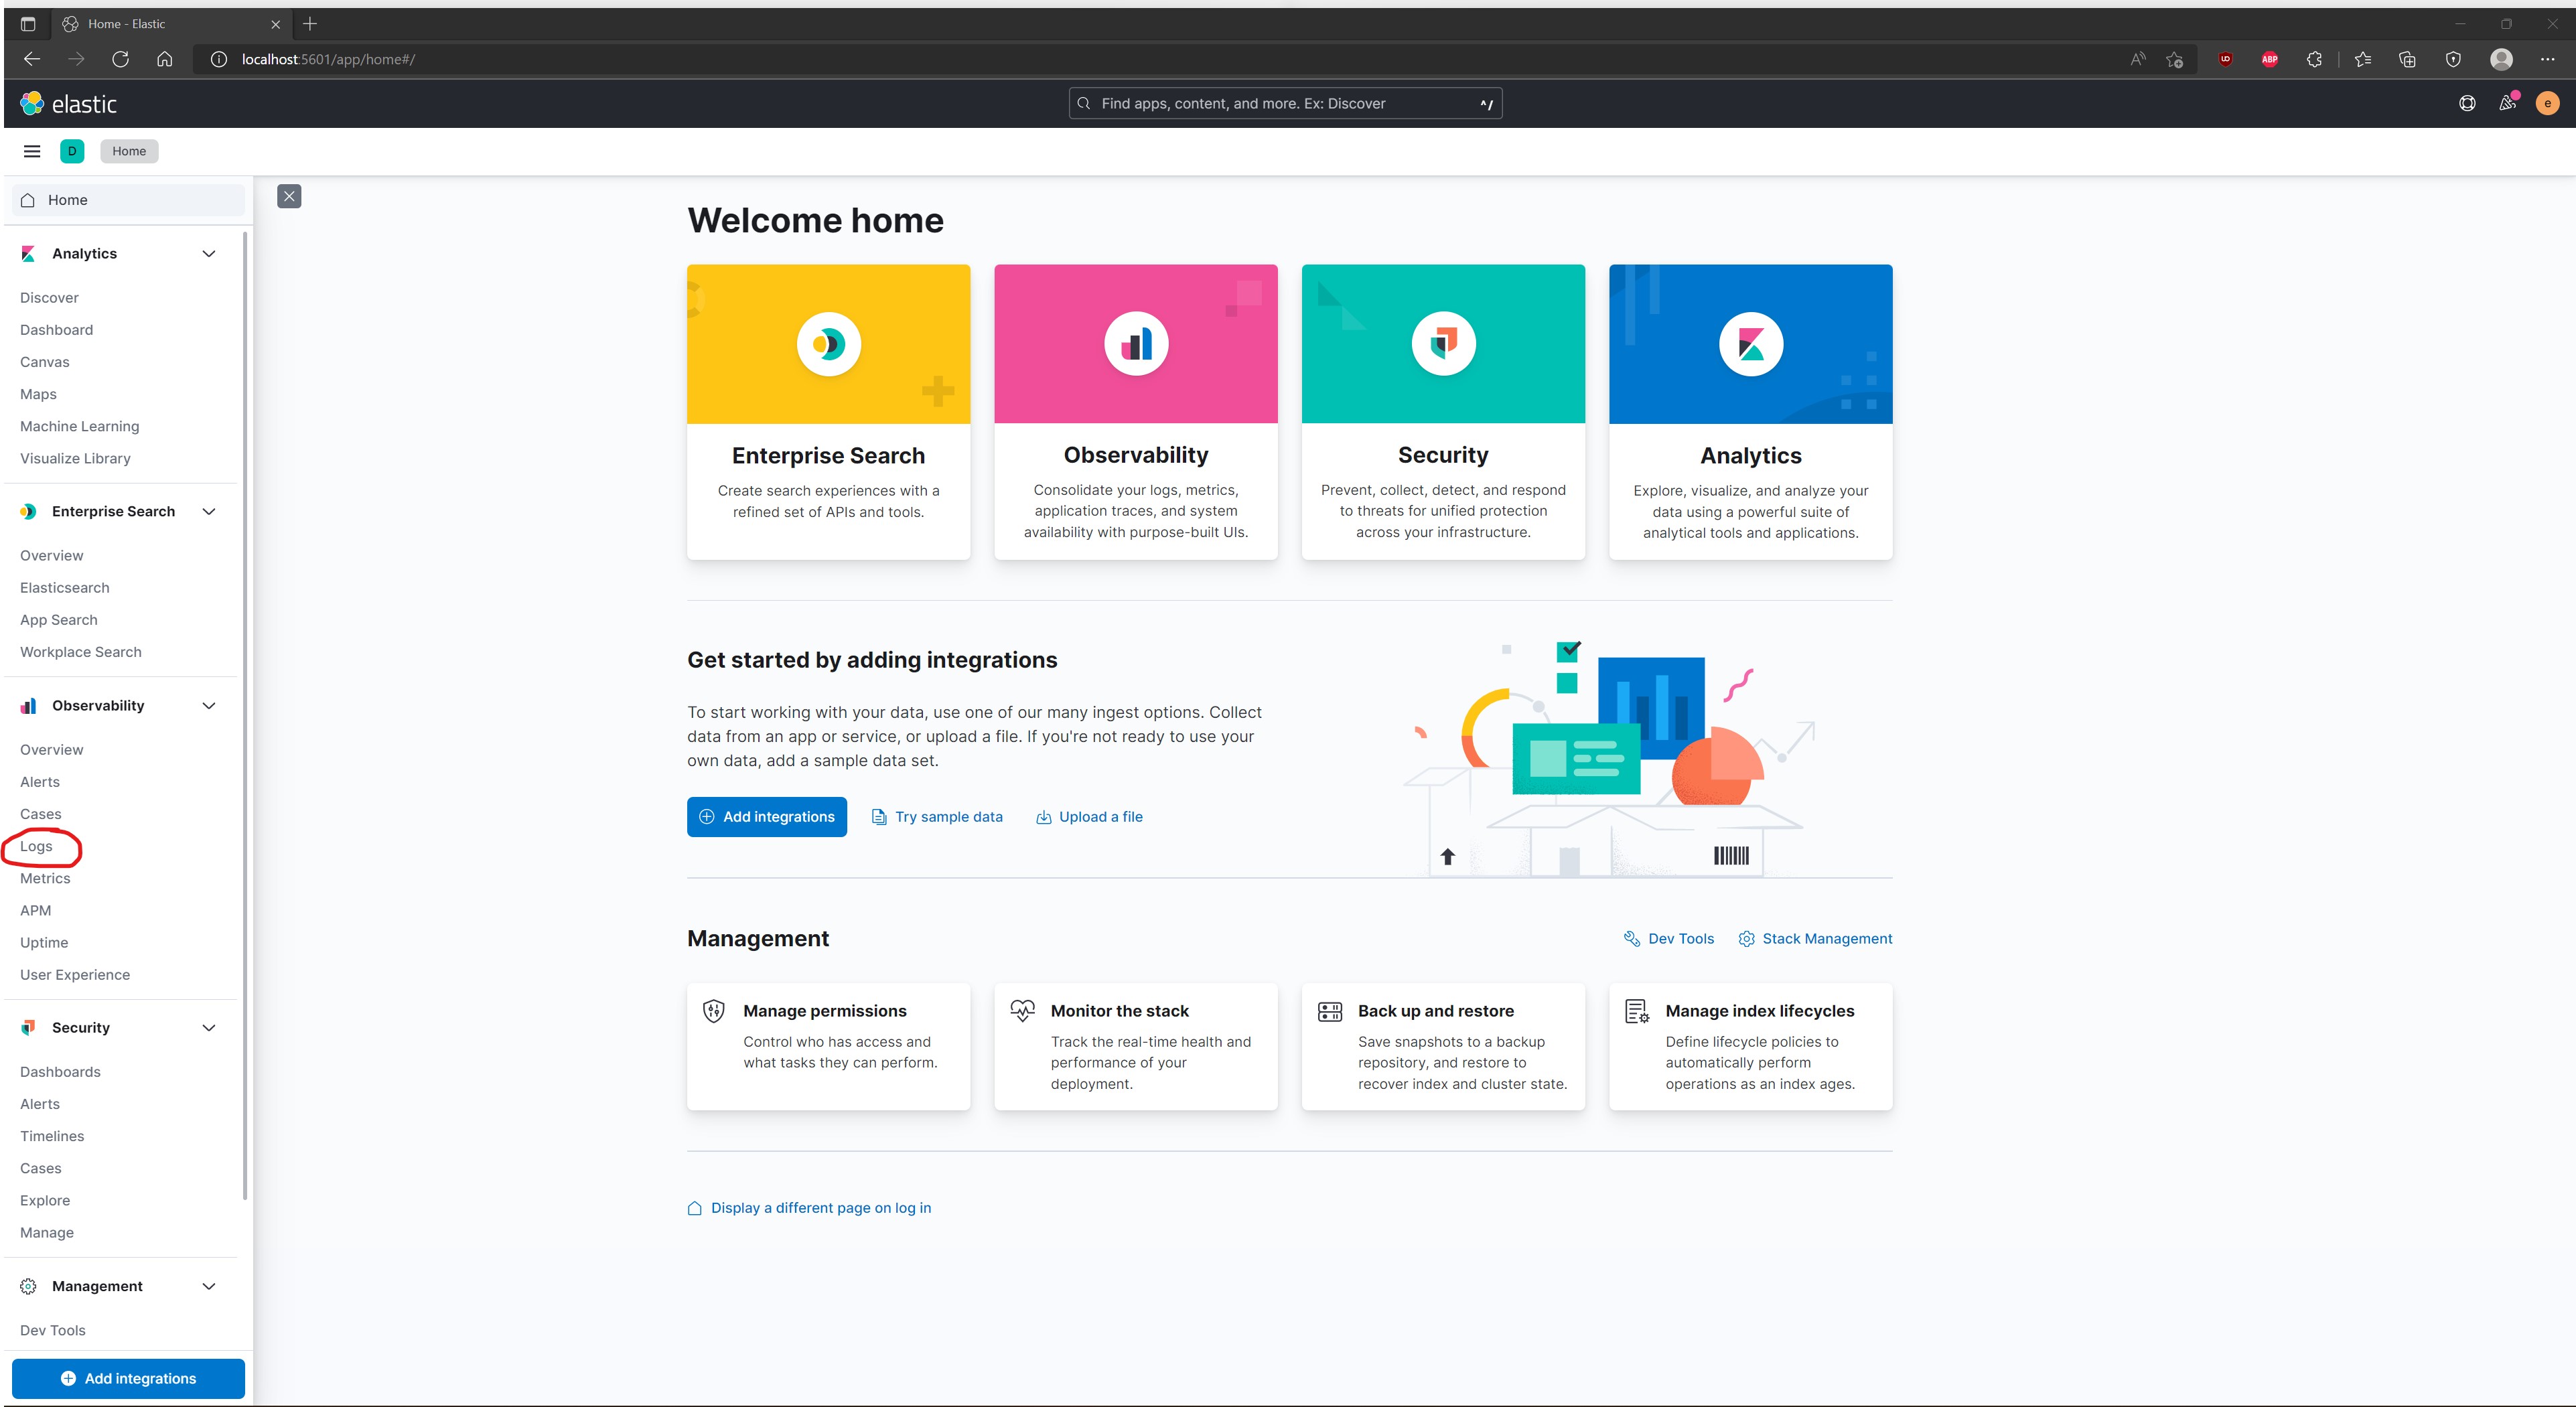 Home - Elastic
localhost:5601/app/home#/
ABP
elastic
Find apps, content, and more. Ex: Discover
^/
e
D
Home
Home
Analytics
Discover
Dashboard
Canvas
Maps
Machine Learning
Visualize Library
Enterprise Search
Overview
Elasticsearch
App Search
Workplace Search
Observability
Overview
Alerts
Cases
Logs
Metrics
APM
Uptime
User Experience
Security
Dashboards
Alerts
Timelines
Cases
Explore
Manage
Management
Dev Tools
Add integrations
Welcome home
Enterprise Search
Create search experiences with a
refined set of APIs and tools.
Observability
Consolidate your logs, metrics,
application traces, and system
availability with purpose-built UIs.
Security
Prevent, collect, detect, and respond
to threats for unified protection
across your infrastructure.
Analytics
Explore, visualize, and analyze your
data using a powerful suite of
analytical tools and applications.
Get started by adding integrations
To start working with your data, use one of our many ingest options. Collect
data from an app or service, or upload a file. If you're not ready to use your
own data, add a sample data set.
Add integrations
Try sample data
Upload a file
Management
Dev Tools
Stack Management
Manage permissions
Control who has access and
what tasks they can perform.
Monitor the stack
Track the real-time health and
performance of your
deployment.
Back up and restore
Save snapshots to a backup
repository, and restore to
recover index and cluster state.
Manage index lifecycles
Define lifecycle policies to
automatically perform
operations as an index ages.
Display a different page on log in